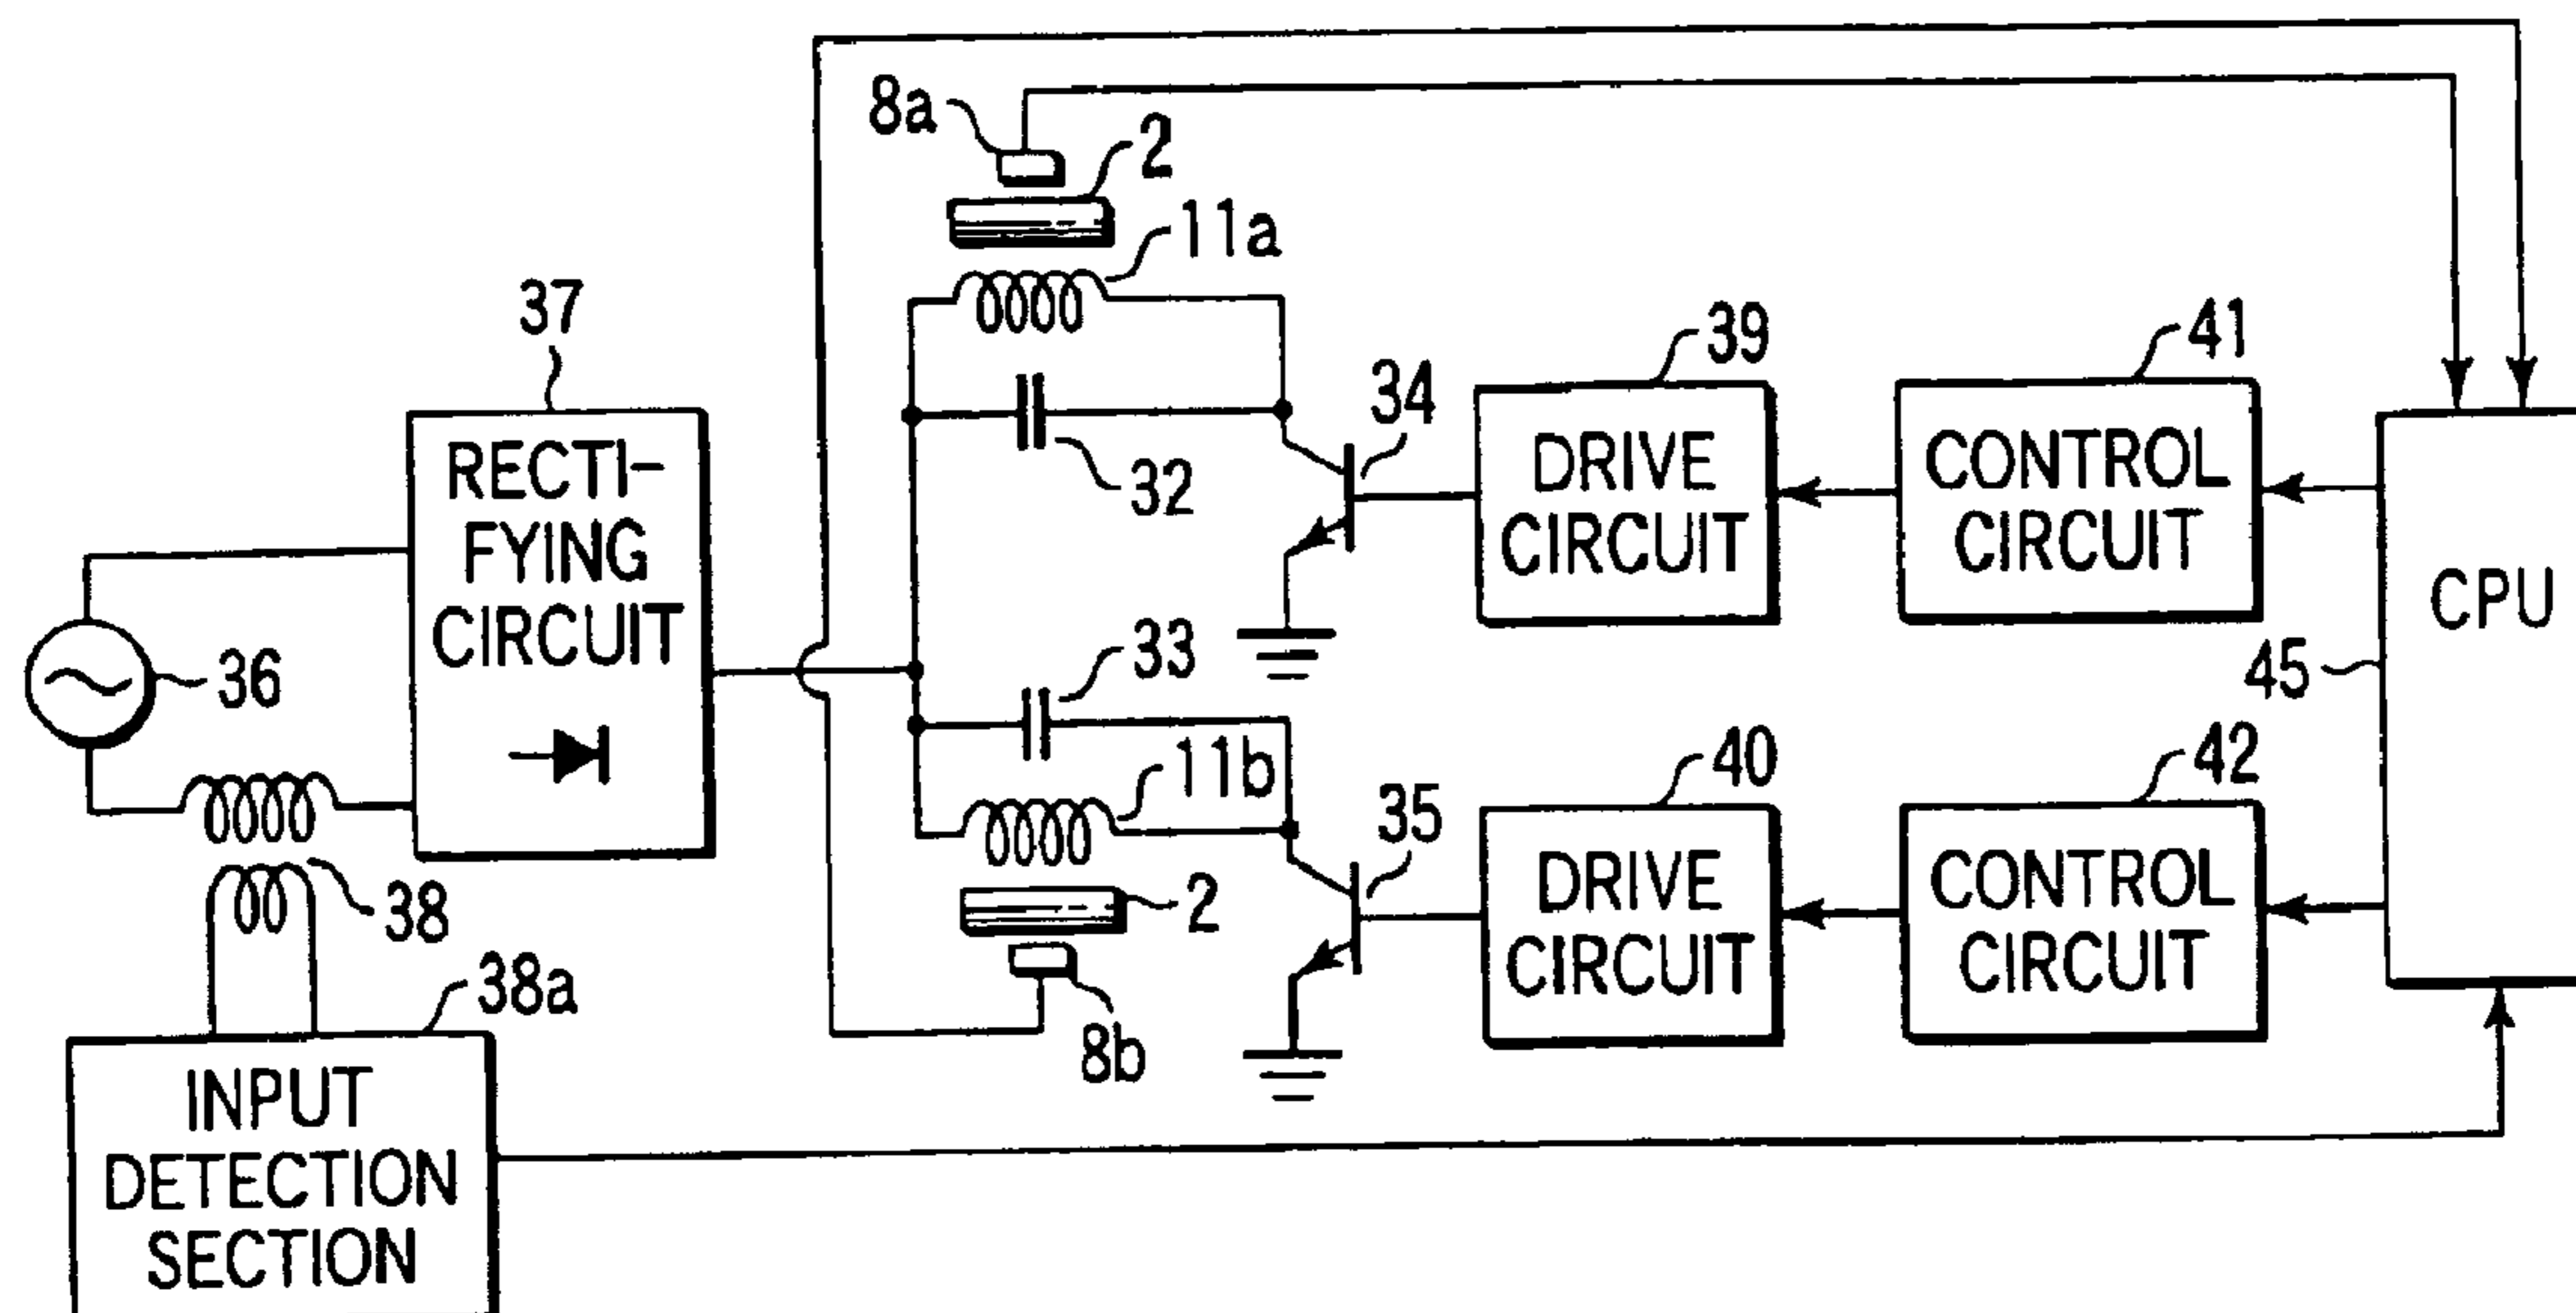 8a
2
11a
37
39
41
34
RECTI-
FYING
CIRCUIT
32
DRIVE
CIRCUIT
CONTROL
CIRCUIT
CPU
36
33
45
11b
40
42
35
38
2
DRIVE
CIRCUIT
CONTROL
CIRCUIT
38a
8b
INPUT
DETECTION
SECTION